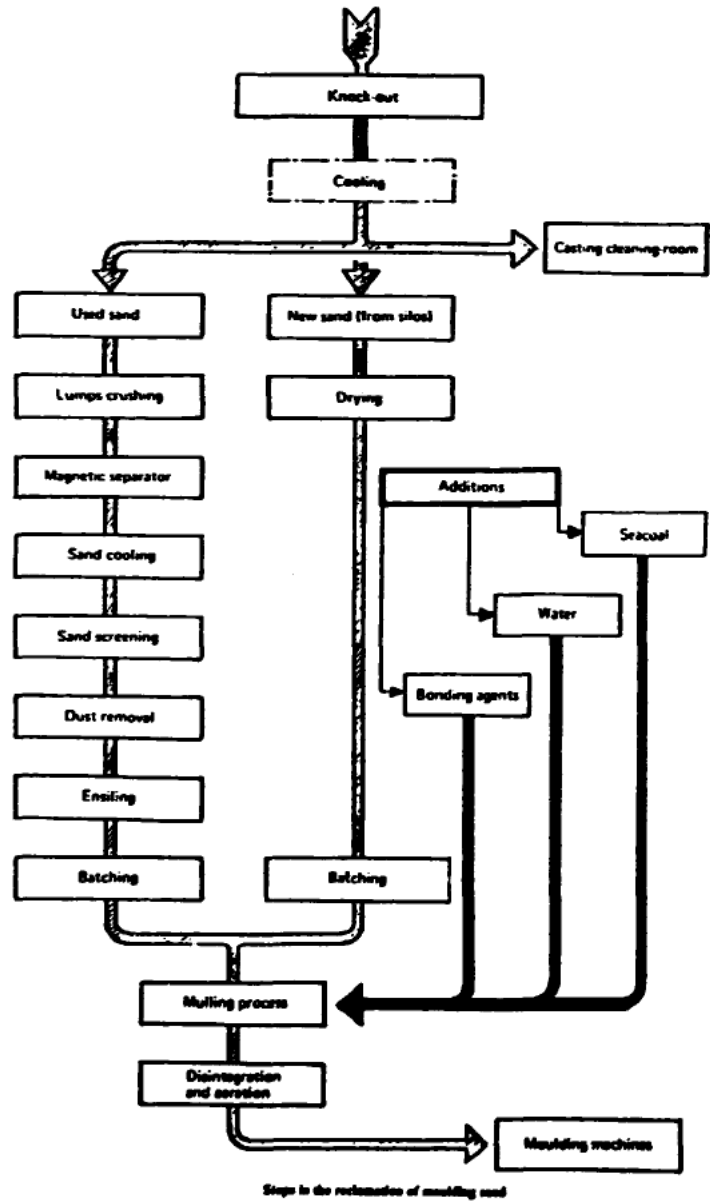 Knock-out
Cooling
Casting cleaning-room
Used sand
New sand (from silos)
Lumps crushing
Drying
Magnetic separator
Additions
Seacoal
Sand cooling
Water
Sand screening
Bonding agents
Dust removal
Ensiling
Batching
Batching
Mulling process
Disintegration
and aeration
Moulding machines
Steps in the reclamation of moulding sand